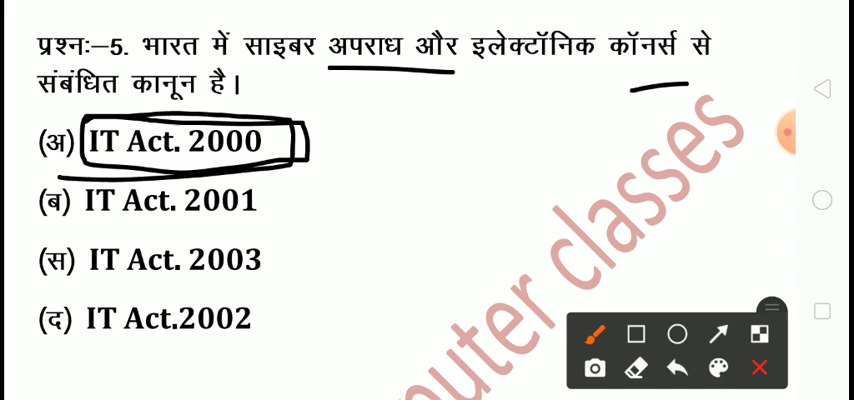 प्रश्नः–5. भारत में साइबर अपराध और इलेक्टॉनिक कॉनर्स से
संबंधित कानून है।
(अ) IT Act. 2000
(ब) IT Act. 2001
(स) IT Act. 2003
(द) IT Act.2002
puter classes